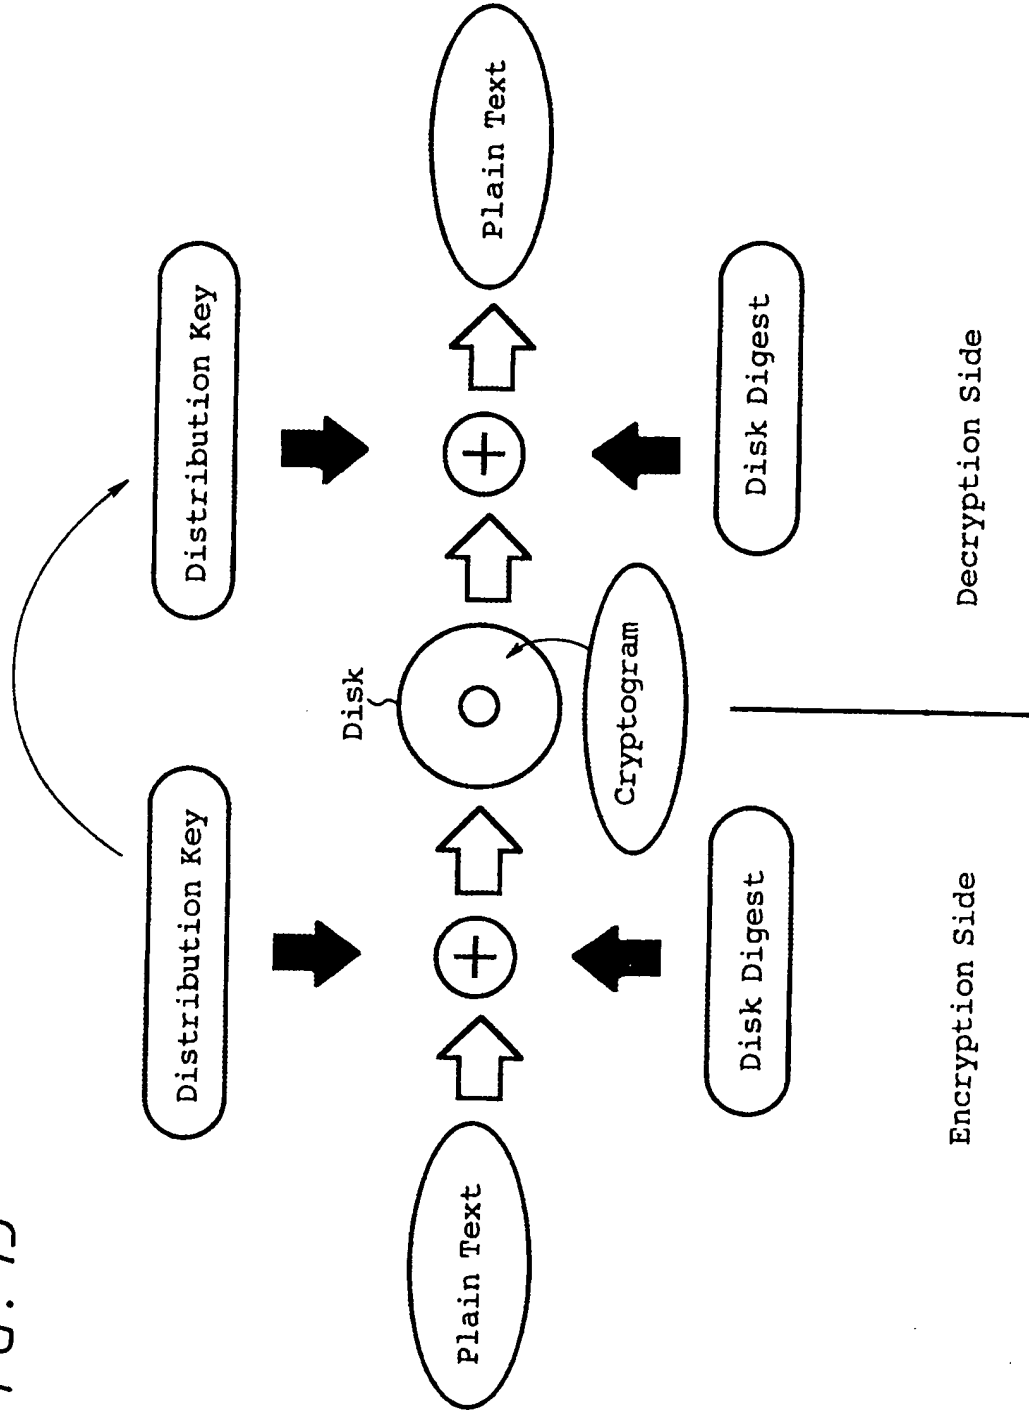 Distribution Key
Distribution Key
Disk
Plain Text
Plain Text
Cryptogram
Disk Digest
Disk Digest
Encryption Side
Decryption Side